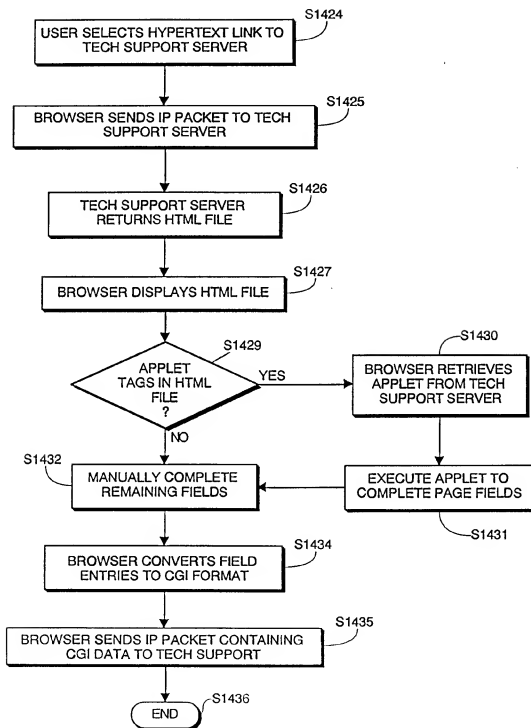 S1424
USER SELECTS HYPERTEXT LINK TO
TECH SUPPORT SERVER
S1425
BROWSER SENDS IP PACKET TO TECH
SUPPORT SERVER
S1426
TECH SUPPORT SERVER
RETURNS HTML FILE
S1427
BROWSER DISPLAYS HTML FILE
S1429
APPLET
TAGS IN HTML
FILE
?
YES
NO
S1430
BROWSER RETRIEVES
APPLET FROM TECH
SUPPORT SERVER
EXECUTE APPLET TO
COMPLETE PAGE FIELDS
S1431
S1432
MANUALLY COMPLETE
REMAINING FIELDS
S1434
BROWSER CONVERTS FIELD
ENTRIES TO CGI FORMAT
S1435
BROWSER SENDS IP PACKET CONTAINING
CGI DATA TO TECH SUPPORT
S1436
END